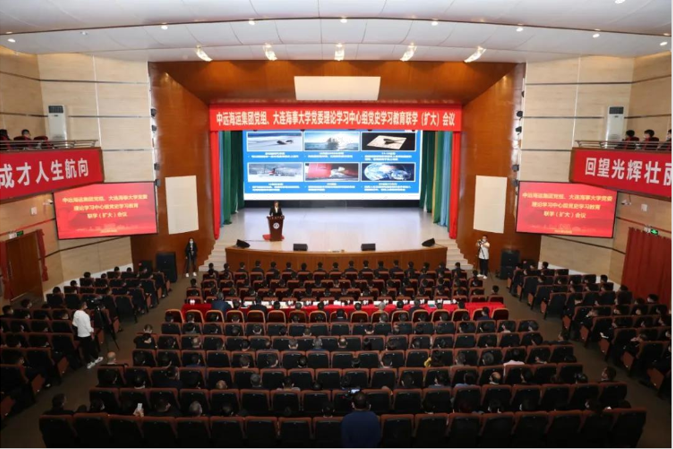 中远海运集团党组、大连海事大学党委理论学习中心组党史学习教育联学（扩大）会议
成才人生航向
回望光辉壮丽
中远海运集团党组、大连海事大学党委
理论学习中心组党史学习教育
联学（扩大）会议
中远海运集团党组、大连海事大学党委
理论学习中心组党史学习教育
联学（扩大）会议